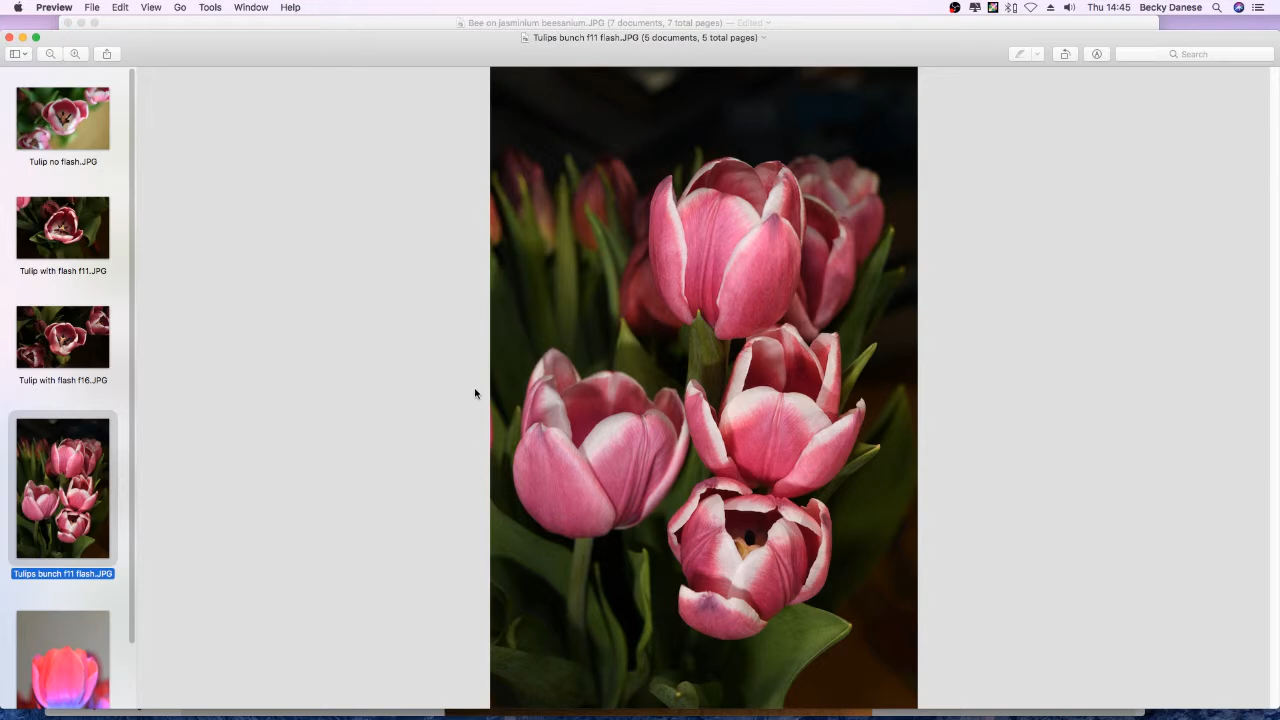 Preview File Edit View Go Tools Window Help Thu 14:45 Becky Danese
Bee on jasminium beesanium.JPG (7 documents, 7 total pages) — Edited
Tulips bunch f11 flash.JPG (5 documents, 5 total pages)
Search
Tulip no flash.JPG
Tulip with flash f11.JPG
Tulip with flash f16.JPG
Tulips bunch f11 flash.JPG